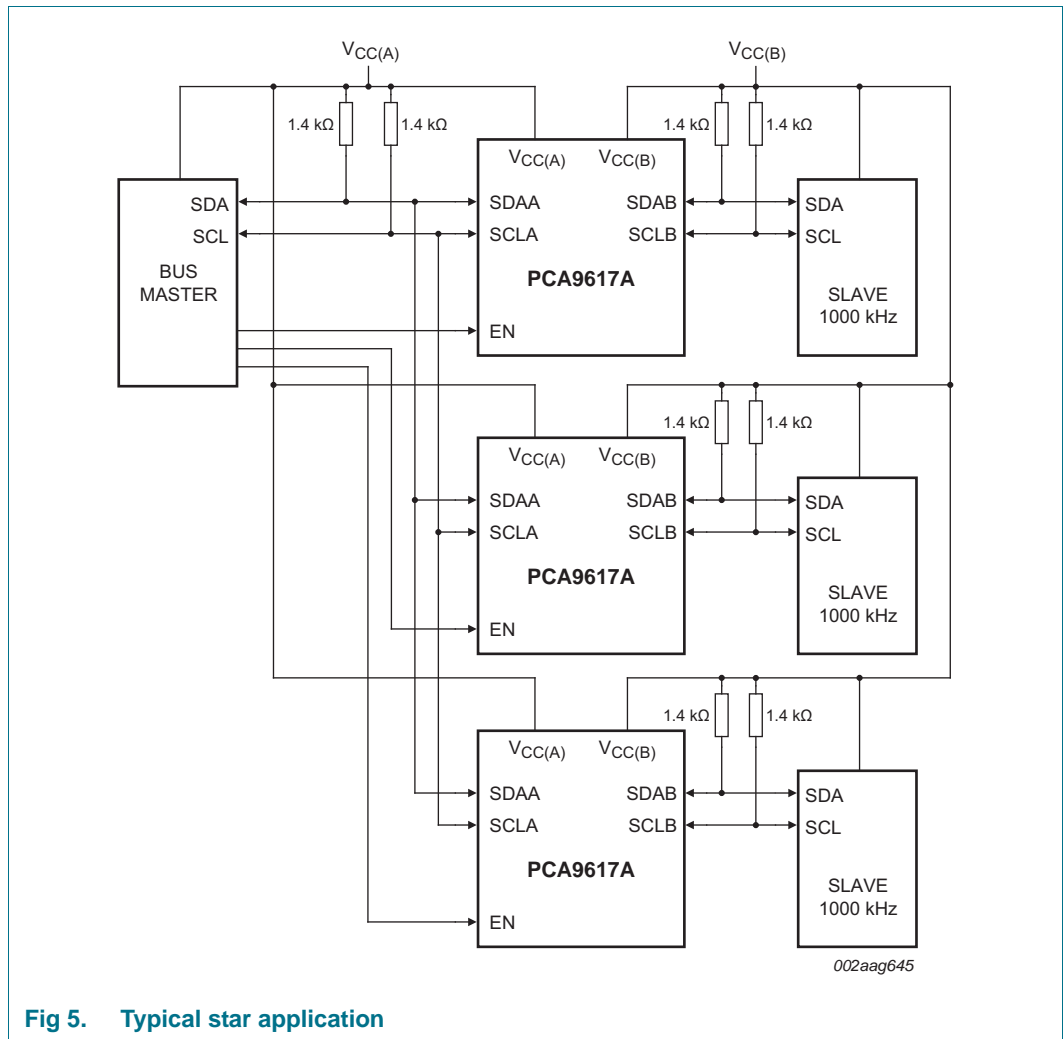 VCC(A)
VCC(B)
1.4 kΩ
1.4 kΩ
1.4 kΩ
1.4 kΩ
VCC(A)
VCC(B)
SDA
SCL
BUS
MASTER
SDAA
SCLA
SDAB
SCLB
PCA9617A
EN
SDA
SCL
SLAVE
1000 kHz
1.4 kΩ
1.4 kΩ
VCC(A)
VCC(B)
SDAA
SCLA
SDAB
SCLB
PCA9617A
EN
SDA
SCL
SLAVE
1000 kHz
1.4 kΩ
1.4 kΩ
VCC(A)
VCC(B)
SDAA
SCLA
SDAB
SCLB
PCA9617A
EN
SDA
SCL
SLAVE
1000 kHz
002aag645
Fig 5. Typical star application